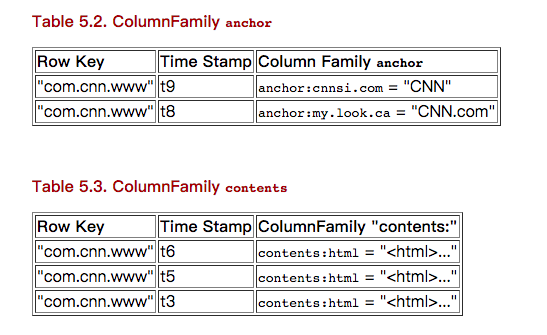 Table 5.2. ColumnFamily anchor
Row Key Time Stamp Column Family anchor
"com.cnn.www" t9 anchor:cnnsi.com = "CNN"
"com.cnn.www" t8 anchor:my.look.ca = "CNN.com"
Table 5.3. ColumnFamily contents
Row Key Time Stamp ColumnFamily "contents:"
"com.cnn.www" t6 contents:html = "<html>..."
"com.cnn.www" t5 contents:html = "<html>..."
"com.cnn.www" t3 contents:html = "<html>..."